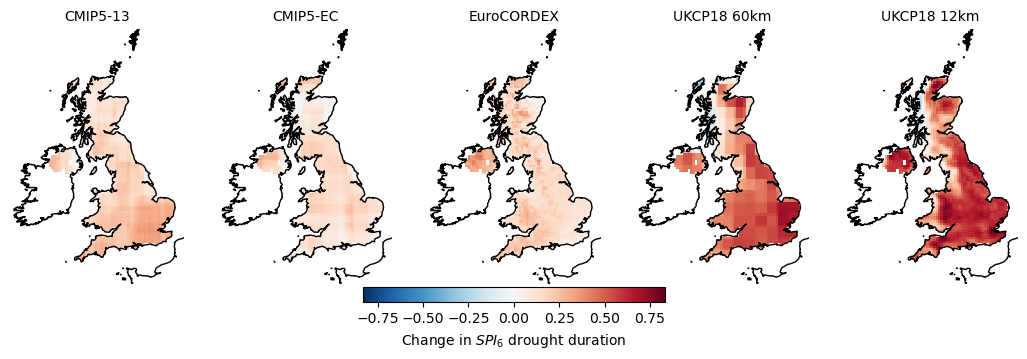 CMIP5-13 CMIP5-EC EuroCORDEX UKCP18 60km UKCP18 12km
−0.75 −0.50 −0.25 0.00 0.25 0.50 0.75
Change in SPI6 drought duration